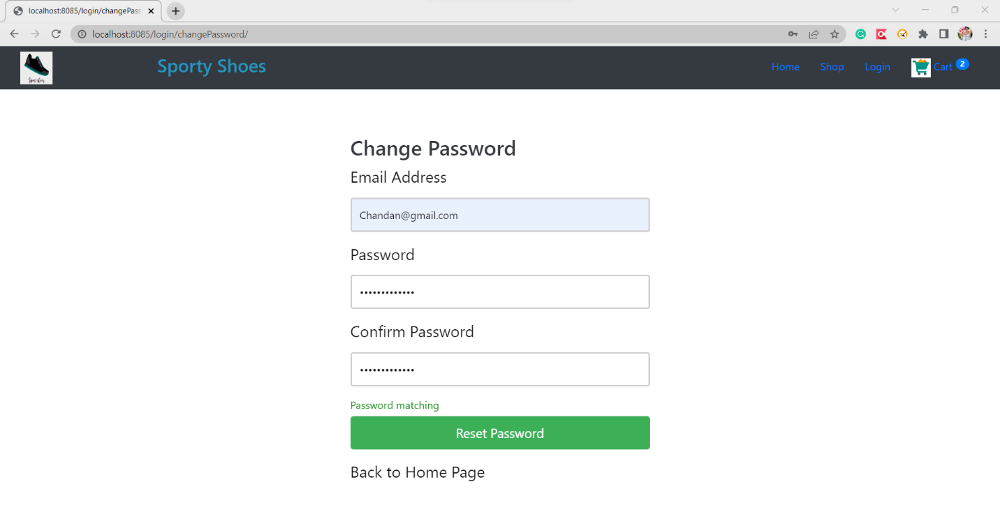 localhost:8085/login/changePass
localhost:8085/login/changePassword/
Sporty Shoes
Home
Shop
Login
Cart
2
Change Password
Email Address
Chandan@gmail.com
Password
•••••••••••••
Confirm Password
•••••••••••••
Password matching
Reset Password
Back to Home Page